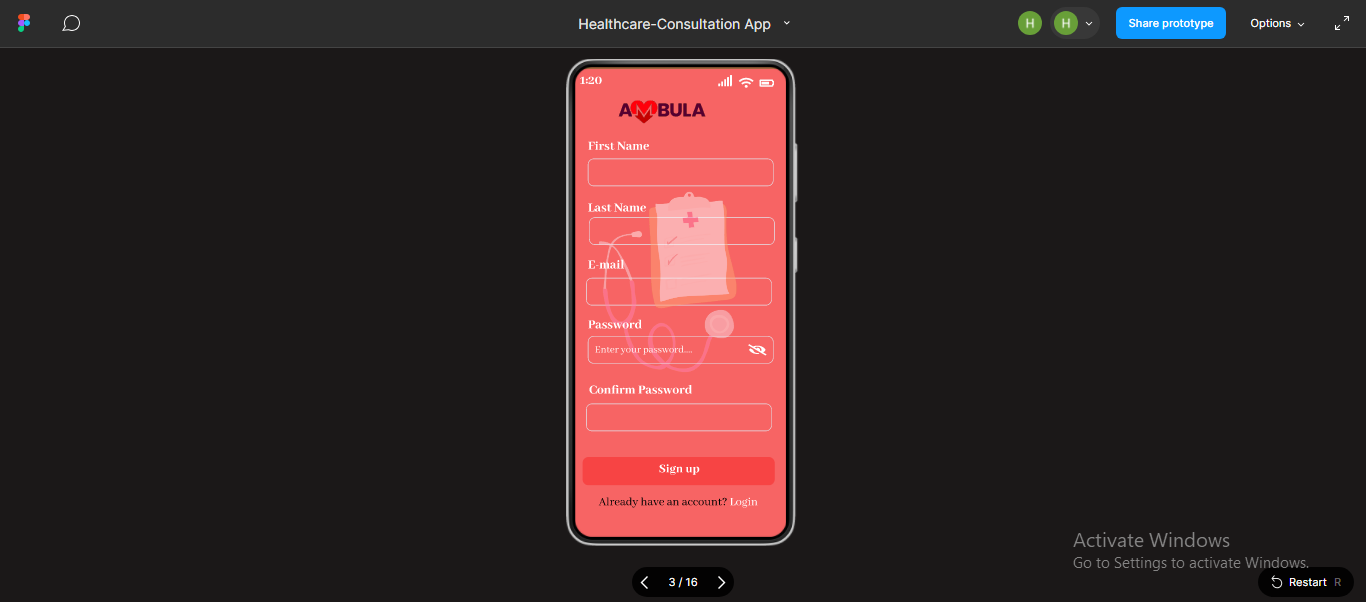 Healthcare-Consultation App
H
H
Share prototype
Options
1:20
AMBULA
First Name
Last Name
E-mail
Password
Enter your password...
Confirm Password
Sign up
Already have an account? Login
Activate Windows
Go to Settings to activate Windows.
3 / 16
Restart R